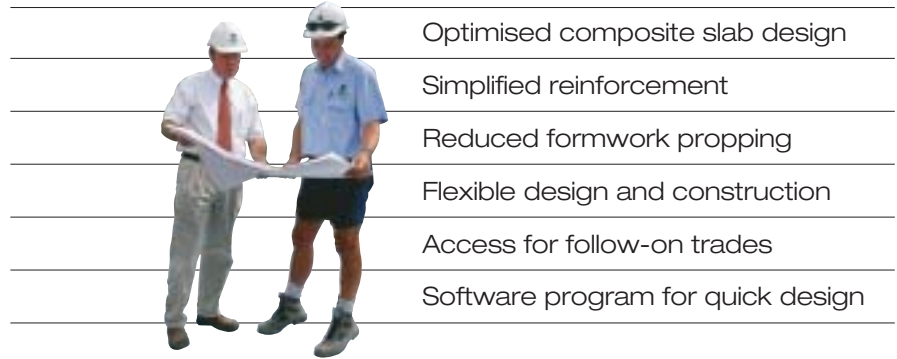 Optimised composite slab design
Simplified reinforcement
Reduced formwork propping
Flexible design and construction
Access for follow-on trades
Software program for quick design